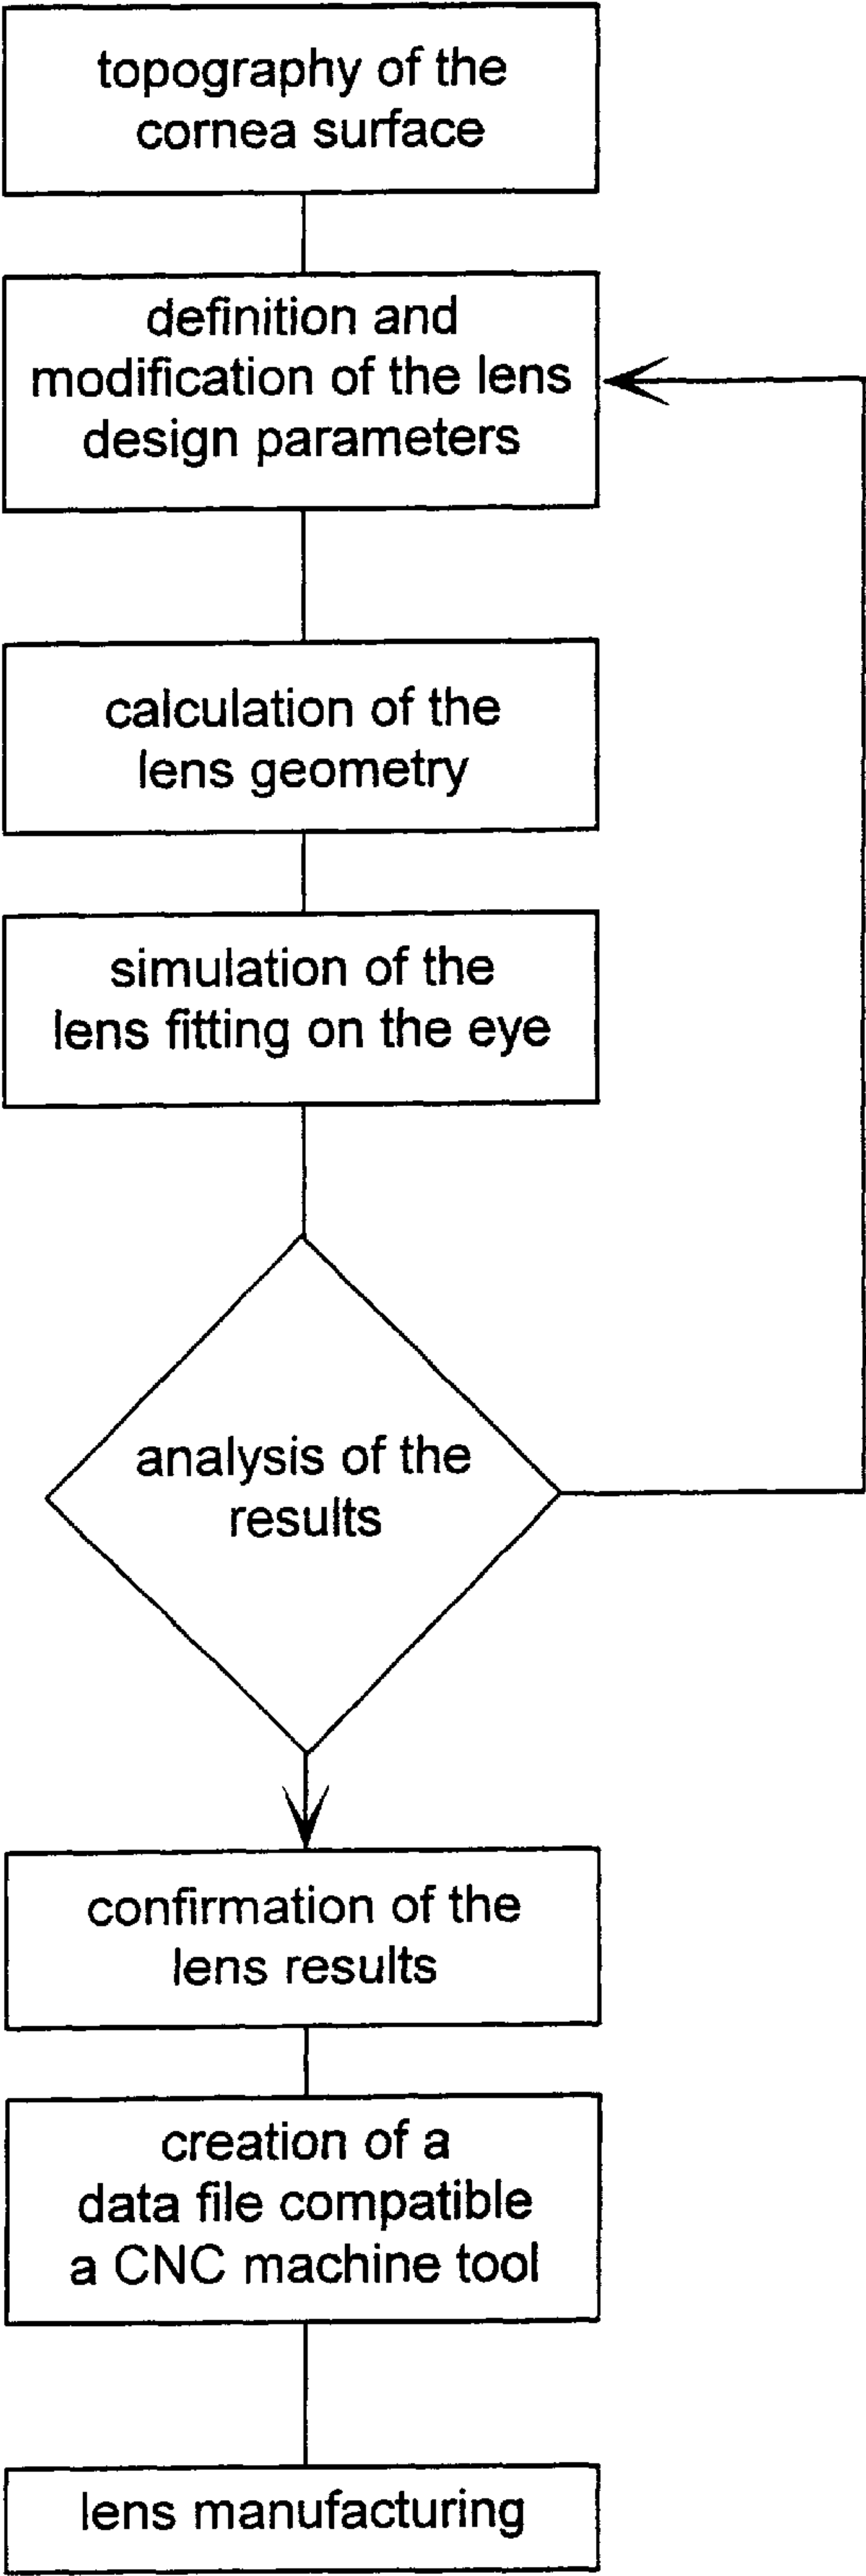 topography of the
cornea surface
definition and
modification of the lens
design parameters
calculation of the
lens geometry
simulation of the
lens fitting on the eye
analysis of the
results
confirmation of the
lens results
creation of a
data file compatible
a CNC machine tool
lens manufacturing